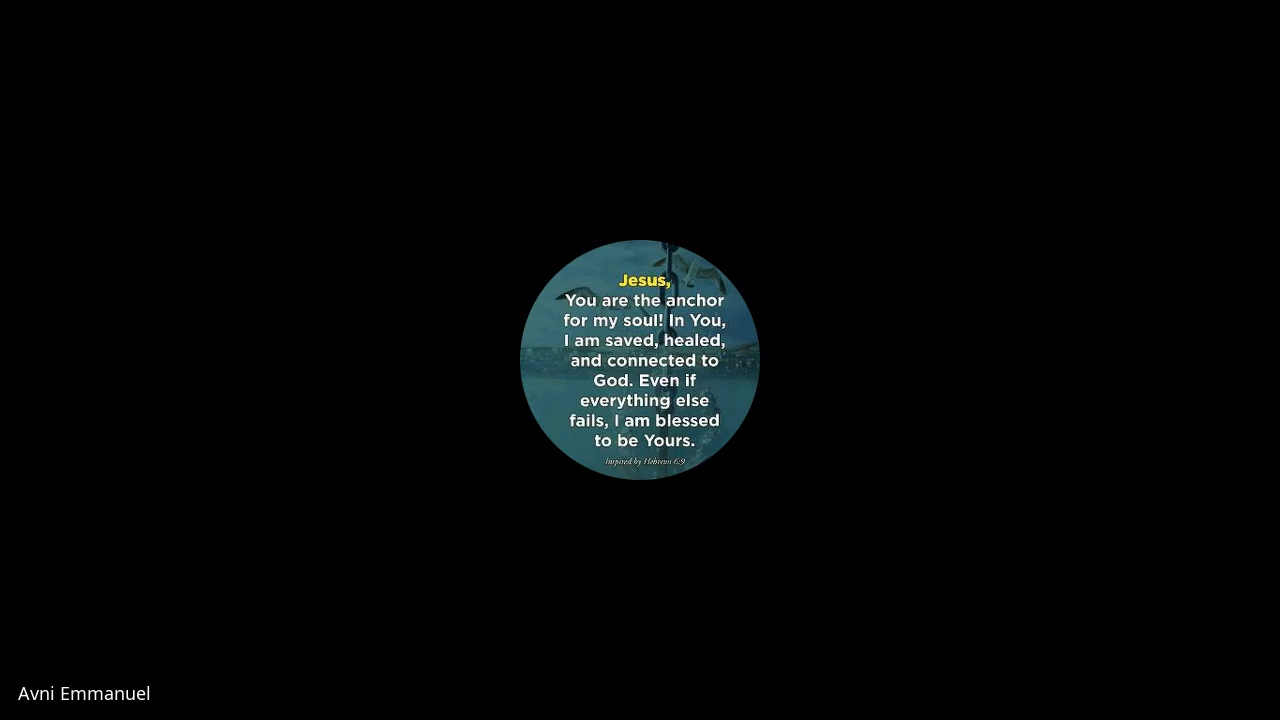 Jesus,
You are the anchor
for my soul! In You,
I am saved, healed,
and connected to
God. Even if
everything else
fails, I am blessed
to be Yours.
Inspired by Hebrews 6:9
Avni Emmanuel